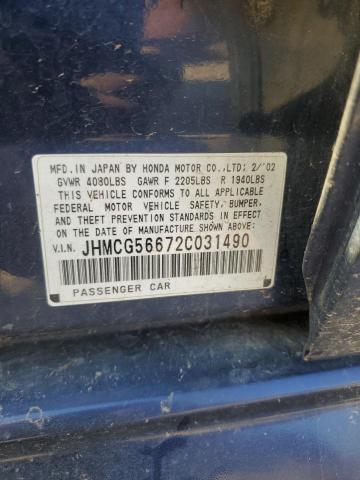 MFD. IN JAPAN BY HONDA MOTOR CO.,LTD; 2/'02
GVWR 4080LBS GAWR F 2205LBS R 1940LBS
THIS VEHICLE CONFORMS TO ALL APPLICABLE
FEDERAL MOTOR VEHICLE SAFETY, BUMPER,
AND THEFT PREVENTION STANDARDS IN EFFECT
ON THE DATE OF MANUFACTURE SHOWN ABOVE.
V.I.N. JHMCG56672C031490
PASSENGER CAR